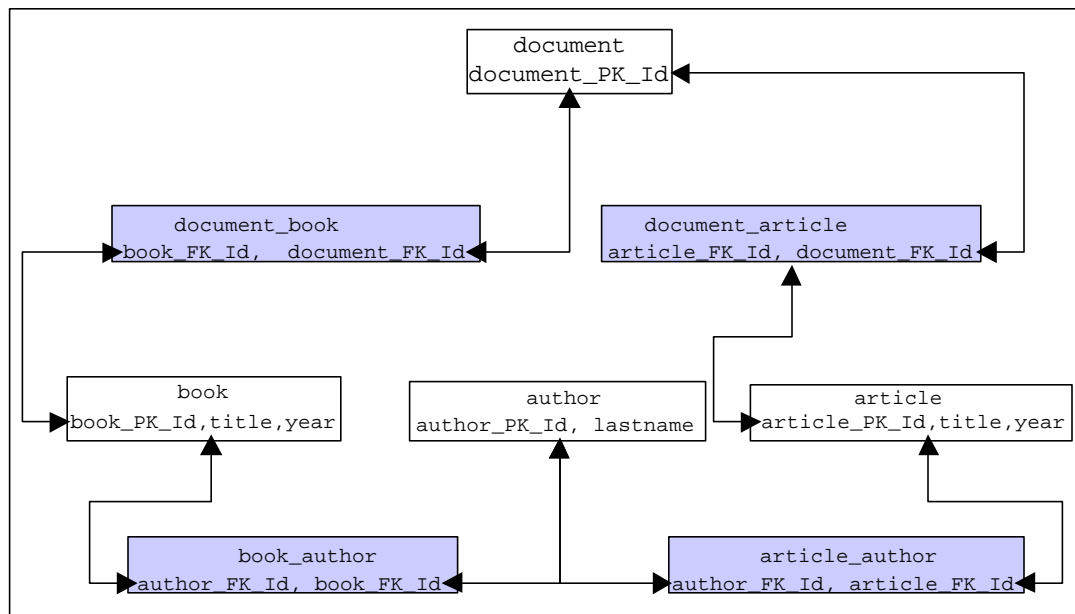 document
document_PK_Id
document_book
book_FK_Id, document_FK_Id
document_article
article_FK_Id, document_FK_Id
book
book_PK_Id,title,year
author
author_PK_Id, lastname
article
article_PK_Id,title,year
book_author
author_FK_Id, book_FK_Id
article_author
author_FK_Id, article_FK_Id